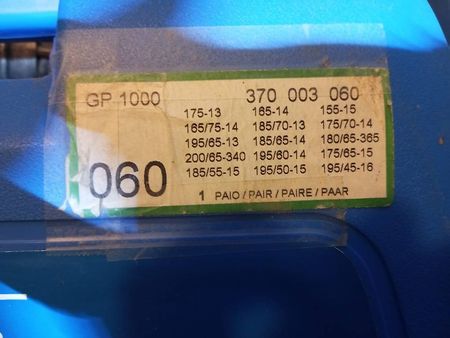 GP 1000 370 003 060
175-13 165-14 155-15
165/75-14 185/70-13 175/70-14
195/65-13 185/65-14 180/65-365
200/65-340 195/60-14 175/65-15
185/55-15 195/50-15 195/45-16
060
1 PAIO / PAIR / PAIRE / PAAR